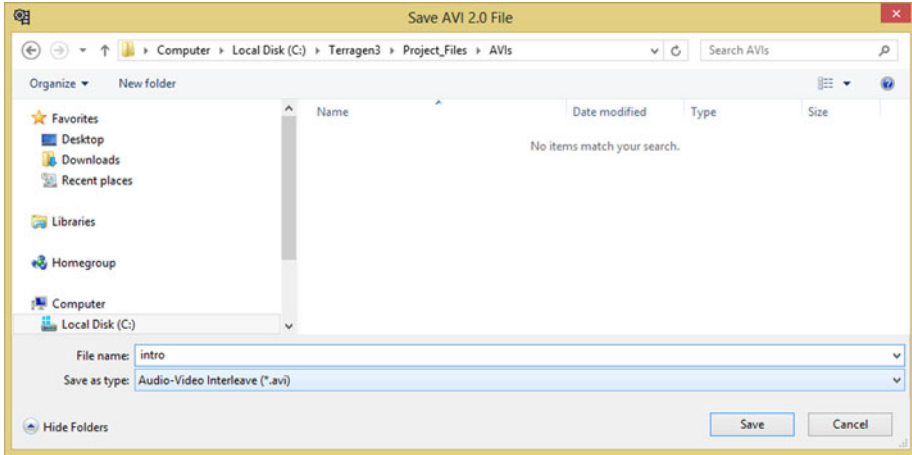 Save AVI 2.0 File
Computer Local Disk (C:) Terragen3 Project_Files AVIs Search AVIs
Organize New folder
Name Date modified Type Size
No items match your search.
Favorites
Desktop
Downloads
Recent places
Libraries
Homegroup
Computer
Local Disk (C:)
File name: intro
Save as type: Audio-Video Interleave (*.avi)
Hide Folders Save Cancel